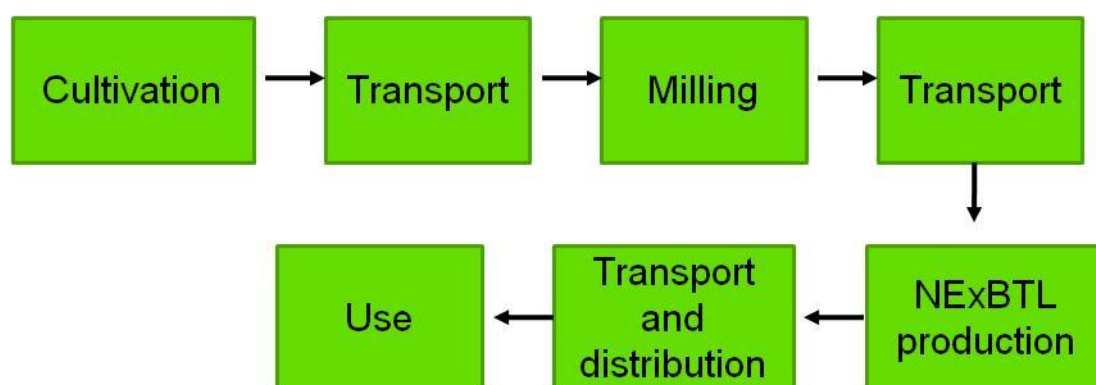 Cultivation
Transport
Milling
Transport
NExBTL
production
Transport
and
distribution
Use